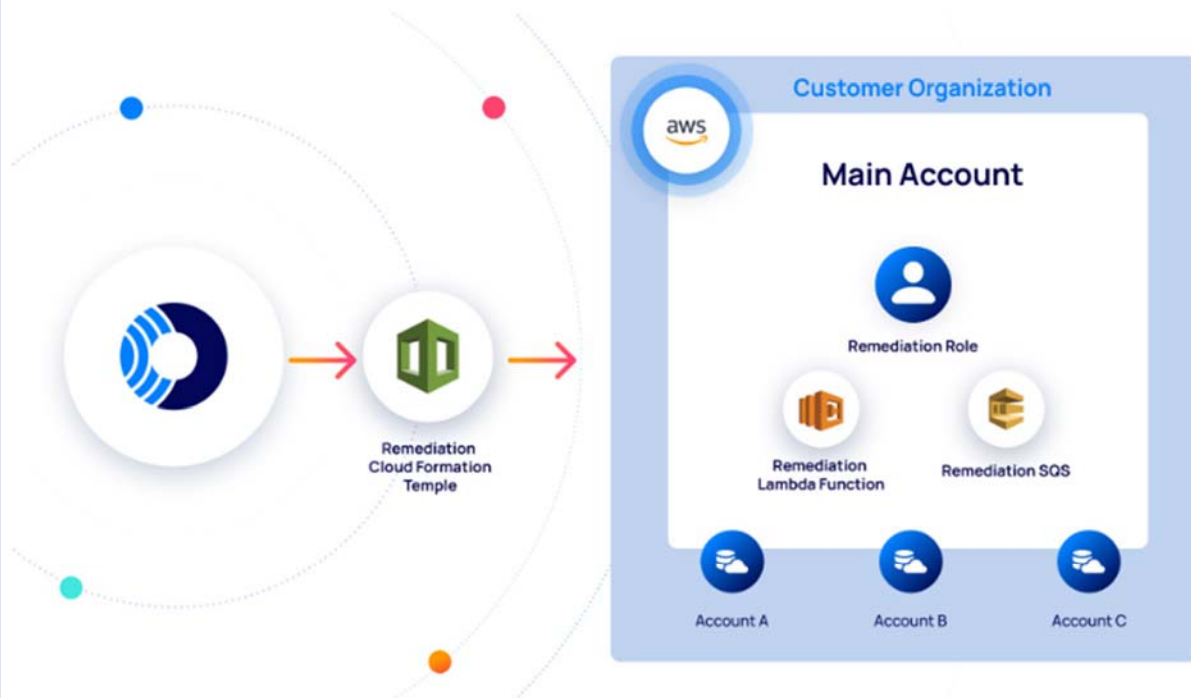 Customer Organization
aws
Main Account
Remediation Role
Remediation
Cloud Formation
Temple
Remediation
Lambda Function
Remediation SQS
Account A
Account B
Account C